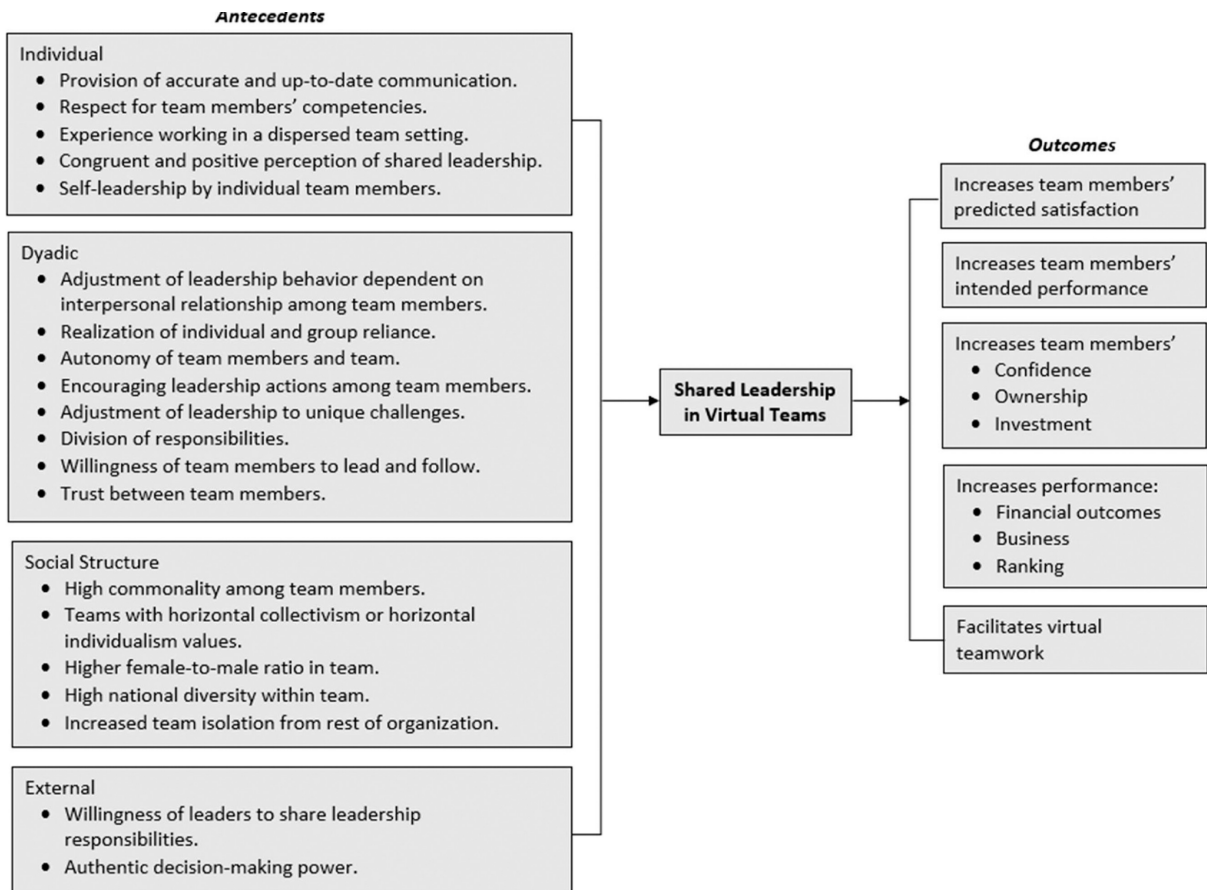 Antecedents
Individual
• Provision of accurate and up-to-date communication.
• Respect for team members’ competencies.
• Experience working in a dispersed team setting.
• Congruent and positive perception of shared leadership.
• Self-leadership by individual team members.
Dyadic
• Adjustment of leadership behavior dependent on
interpersonal relationship among team members.
• Realization of individual and group reliance.
• Autonomy of team members and team.
• Encouraging leadership actions among team members.
• Adjustment of leadership to unique challenges.
• Division of responsibilities.
• Willingness of team members to lead and follow.
• Trust between team members.
Social Structure
• High commonality among team members.
• Teams with horizontal collectivism or horizontal
individualism values.
• Higher female-to-male ratio in team.
• High national diversity within team.
• Increased team isolation from rest of organization.
External
• Willingness of leaders to share leadership
responsibilities.
• Authentic decision-making power.
Shared Leadership
in Virtual Teams
Outcomes
Increases team members’
predicted satisfaction
Increases team members’
intended performance
Increases team members’
• Confidence
• Ownership
• Investment
Increases performance:
• Financial outcomes
• Business
• Ranking
Facilitates virtual
teamwork